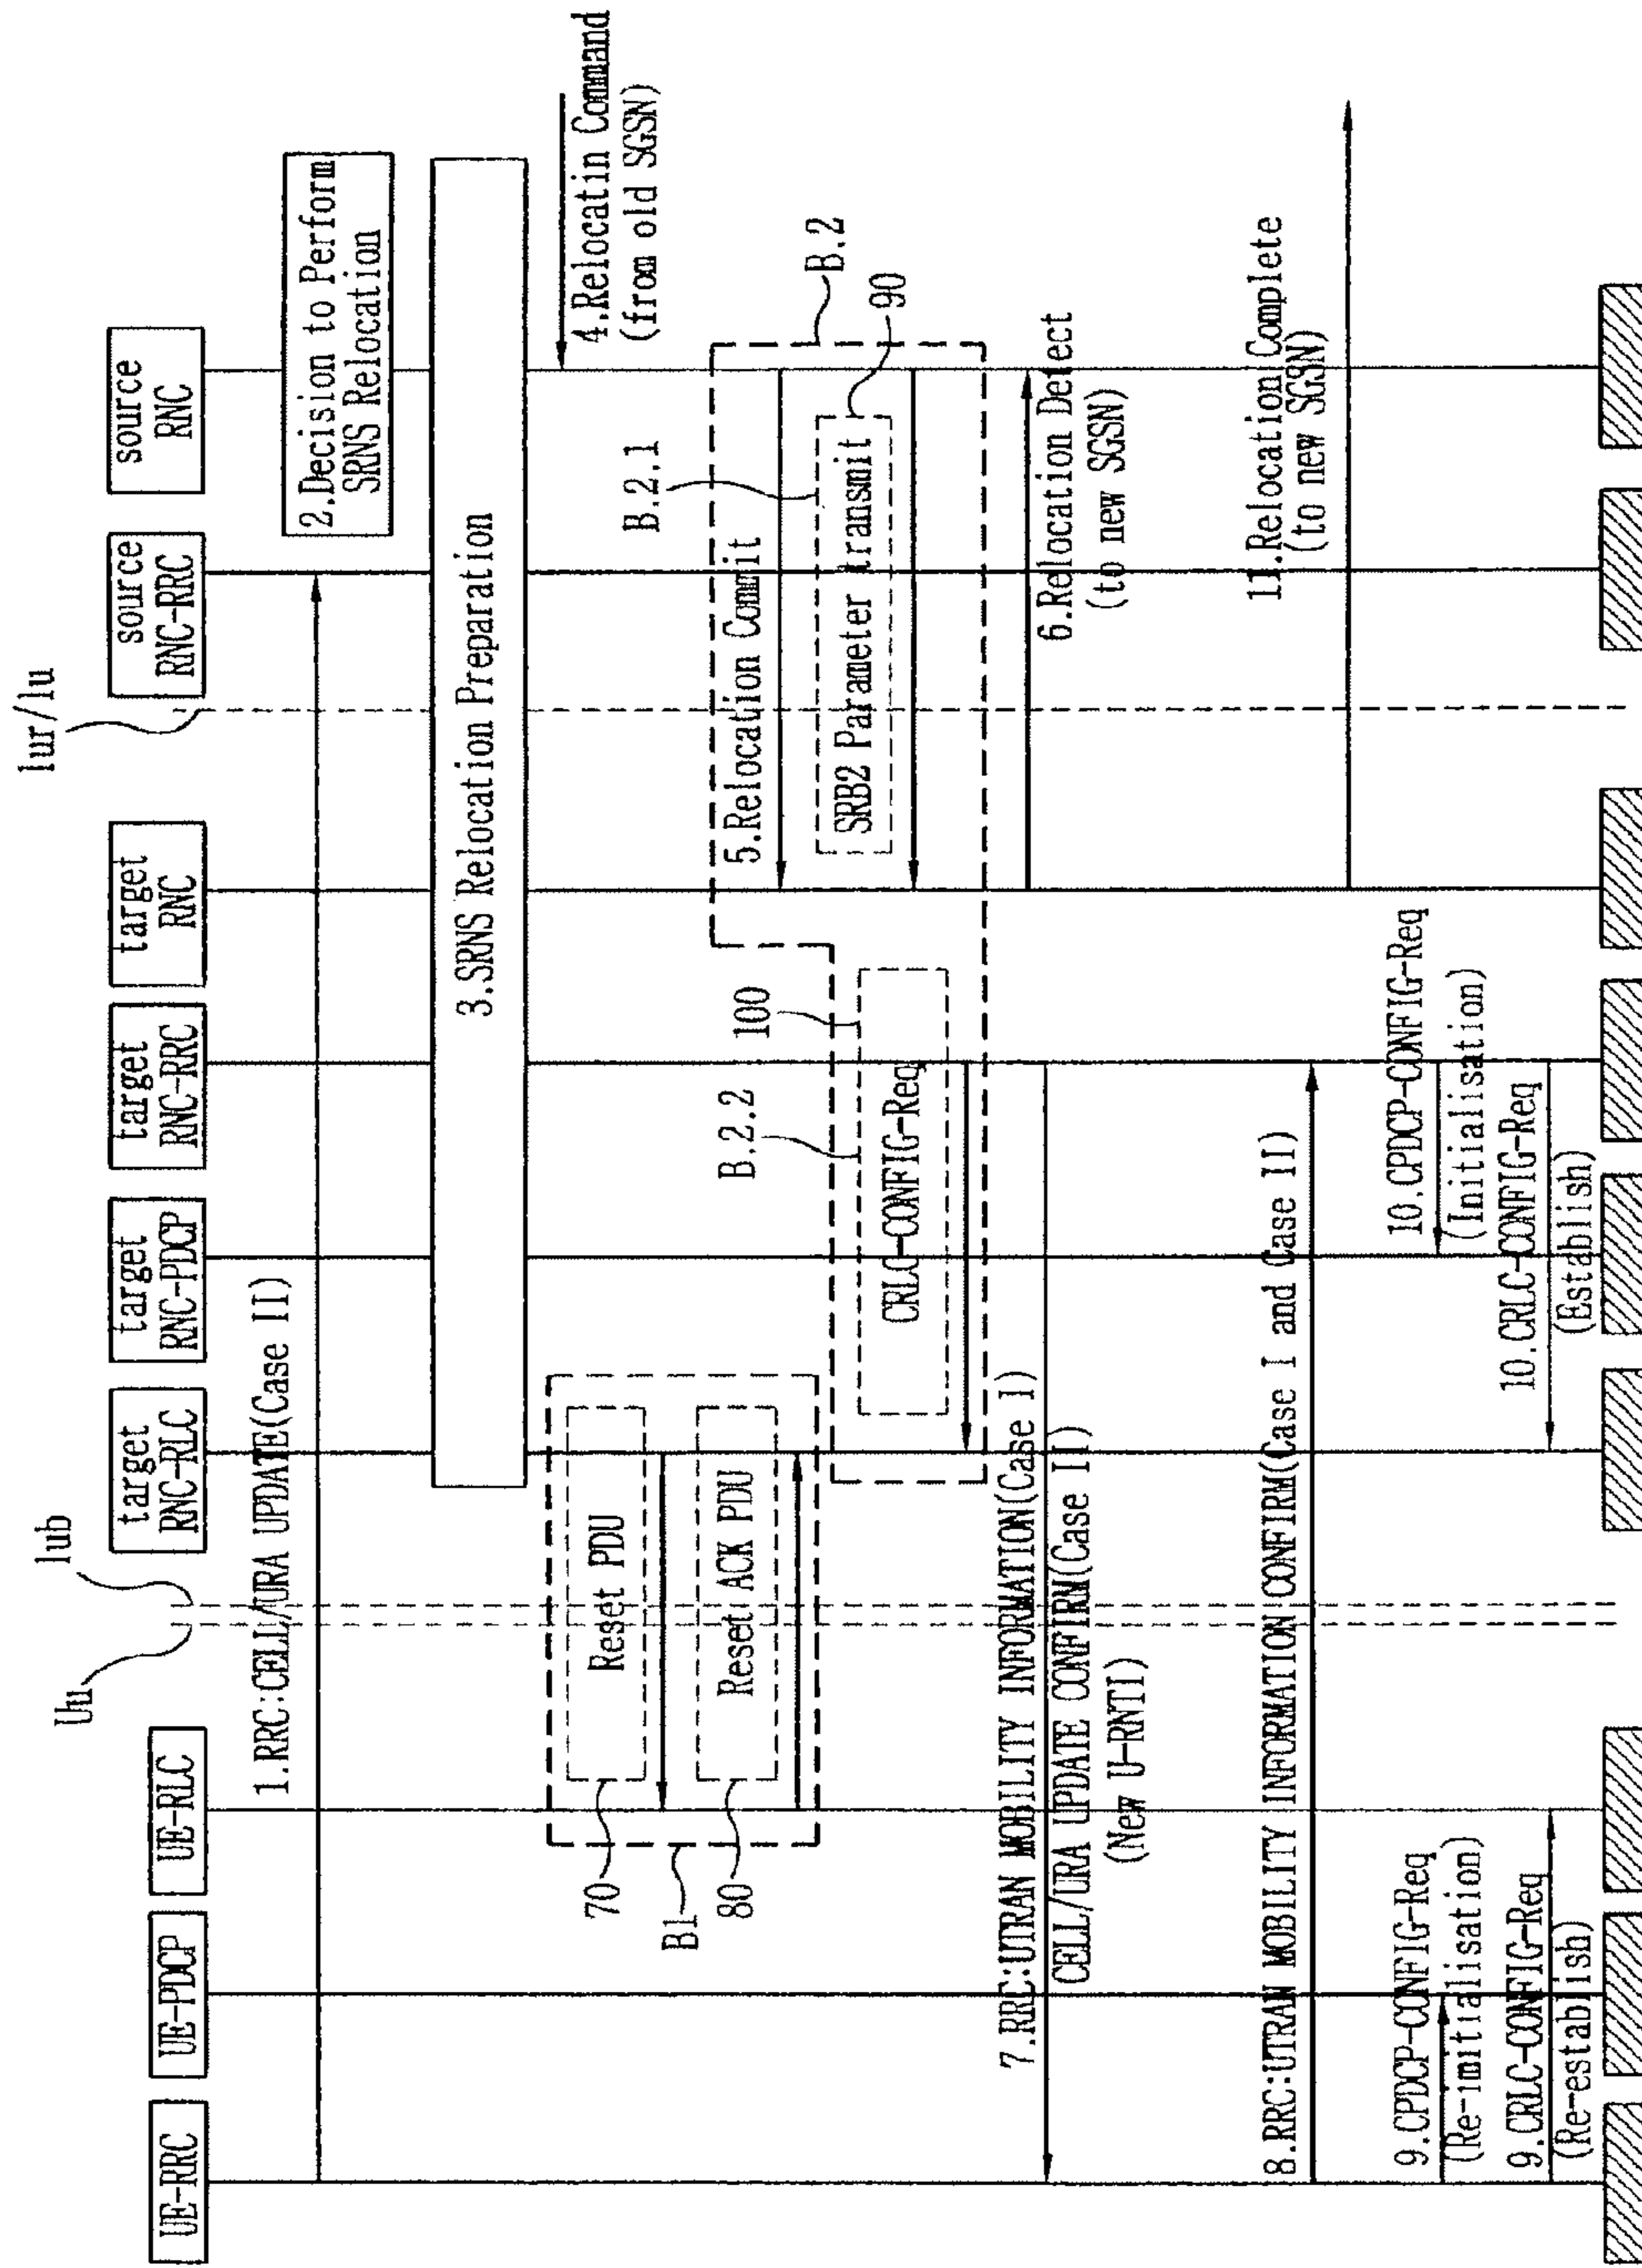 Uu
lub
lur/lu
UE-RRC
UE-PDCP
UE-RLC
target
RNC-RLC
target
RNC-PDCP
target
RNC-RRC
target
RNC
source
RNC-RRC
source
RNC
1.RRC:CELL/URA UPDATE(Case II)
2.Decision to Perform
SRNS Relocation
3.SRNS Relocation Preparation
4.Relocatin Command
(from old SGSN)
Reset PDU
70
Reset ACK PDU
80
B1
5.Relocation Commit
B.2
B.2.1
SRB2 Parameter transmit
90
B.2.2
100
CRLC-CONFIG-Req
6.Relocation Detect
(to new SGSN)
7.RRC:UTRAN MOBILITY INFORMATION(Case I)
CELL/URA UPDATE CONFIRM(Case II)
(New U-RNTI)
8.RRC:UTRAN MOBILITY INFORMATION CONFIRM(Case I and Case II)
11.Relocation Complete
(to new SGSN)
9.CPDCP-CONFIG-Req
(Re-imitialisation)
9.CRLC-CONFIG-Req
(Re-establish)
10.CPDCP-CONFIG-Req
(Initialisation)
10.CRLC-CONFIG-Req
(Establish)